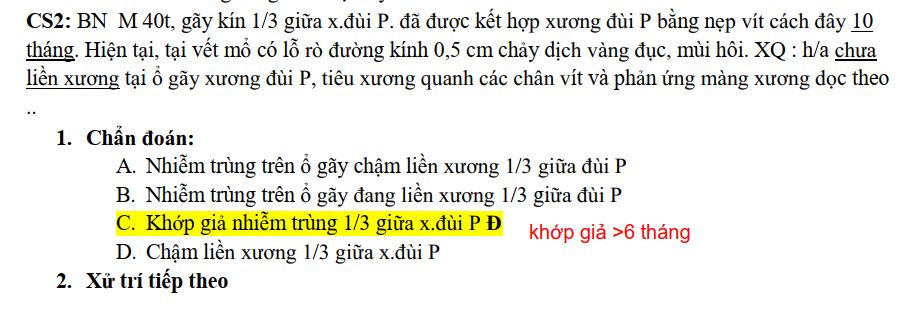 CS2: BN M 40t, gãy kín 1/3 giữa x.đùi P. đã được kết hợp xương đùi P bằng nẹp vít cách đây 10
tháng. Hiện tại, tại vết mổ có lỗ rò đường kính 0,5 cm chảy dịch vàng đục, mùi hôi. XQ : h/a chưa
liền xương tại ổ gãy xương đùi P, tiêu xương quanh các chân vít và phản ứng màng xương dọc theo
..
1. Chẩn đoán:
A. Nhiễm trùng trên ổ gãy chậm liền xương 1/3 giữa đùi P
B. Nhiễm trùng trên ổ gãy đang liền xương 1/3 giữa đùi P
C. Khớp giả nhiễm trùng 1/3 giữa x.đùi P Đ khớp giả >6 tháng
D. Chậm liền xương 1/3 giữa x.đùi P
2. Xử trí tiếp theo